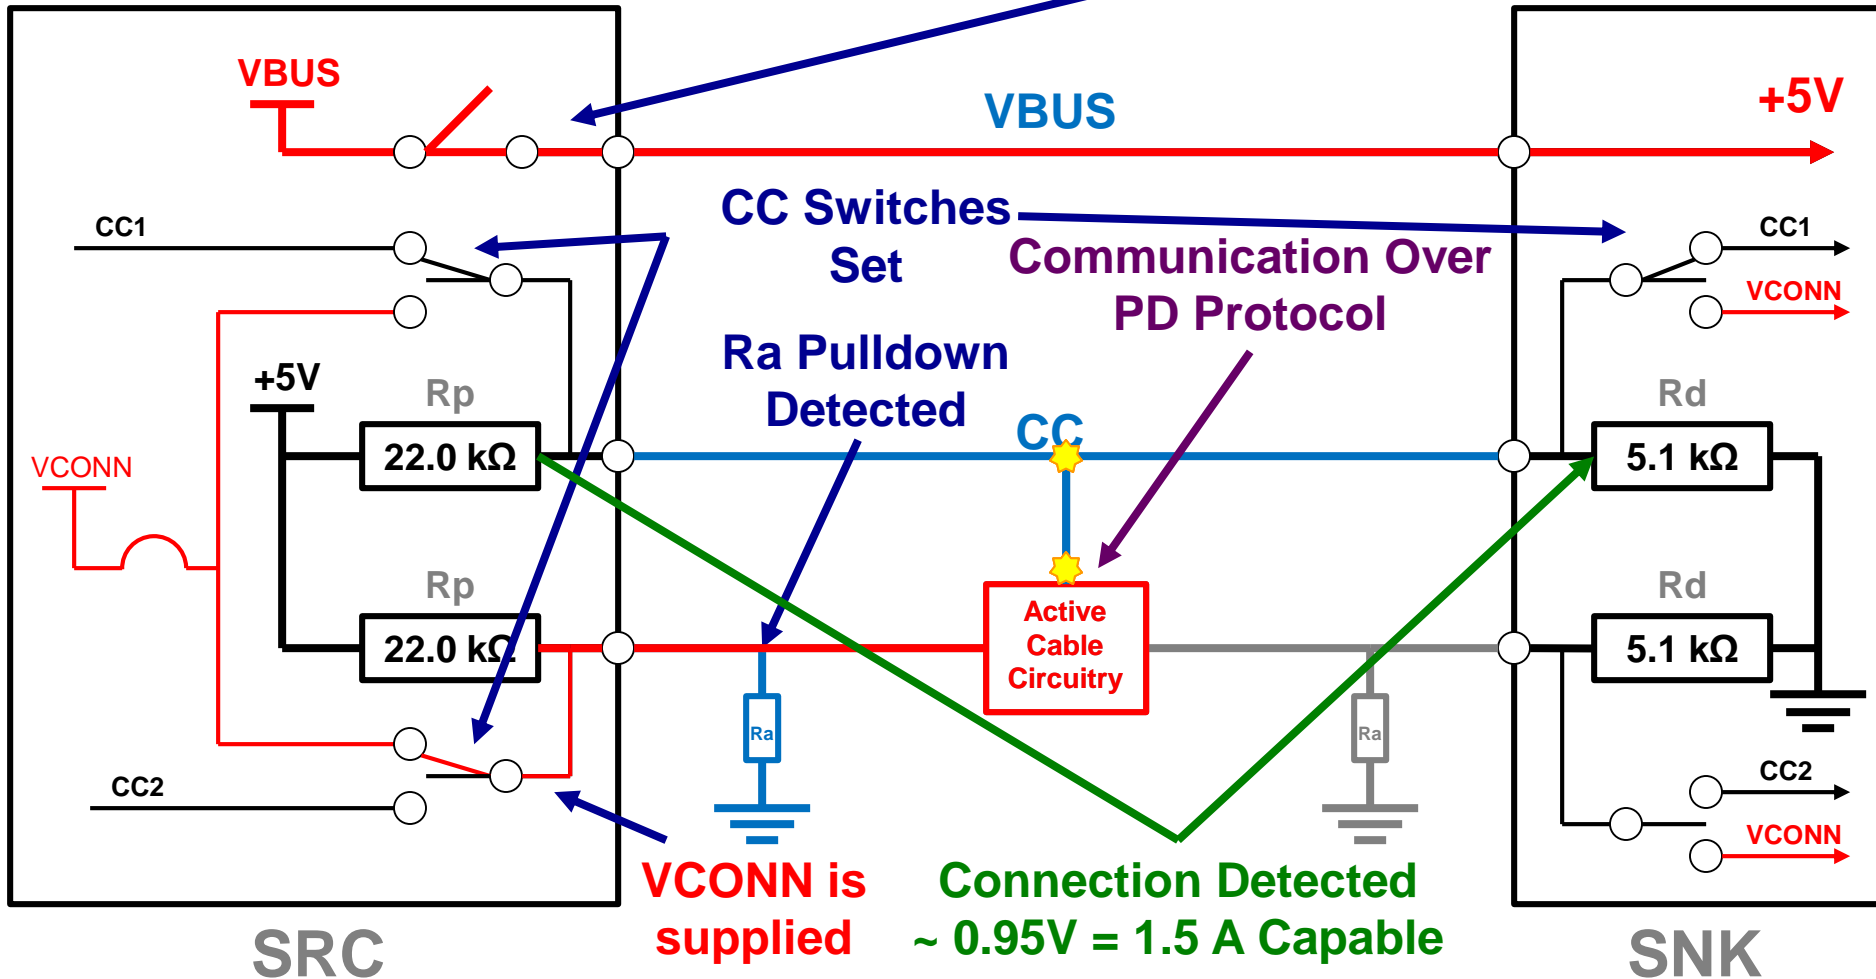 VBUS
VBUS
+5V
CC Switches
Set
CC1
CC1
VCONN
Communication Over
PD Protocol
Ra Pulldown
Detected
+5V
Rp
22.0 kΩ
VCONN
CC
Rd
5.1 kΩ
Rp
22.0 kΩ
Active
Cable
Circuitry
Rd
5.1 kΩ
Ra
Ra
CC2
CC2
VCONN
VCONN is
supplied
Connection Detected
~ 0.95V = 1.5 A Capable
SRC
SNK